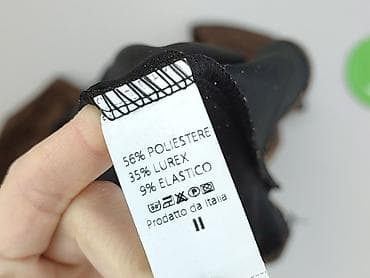 56% POLIESTERE
35% LUREX
9% ELASTICO
Prodotto da Italia
II